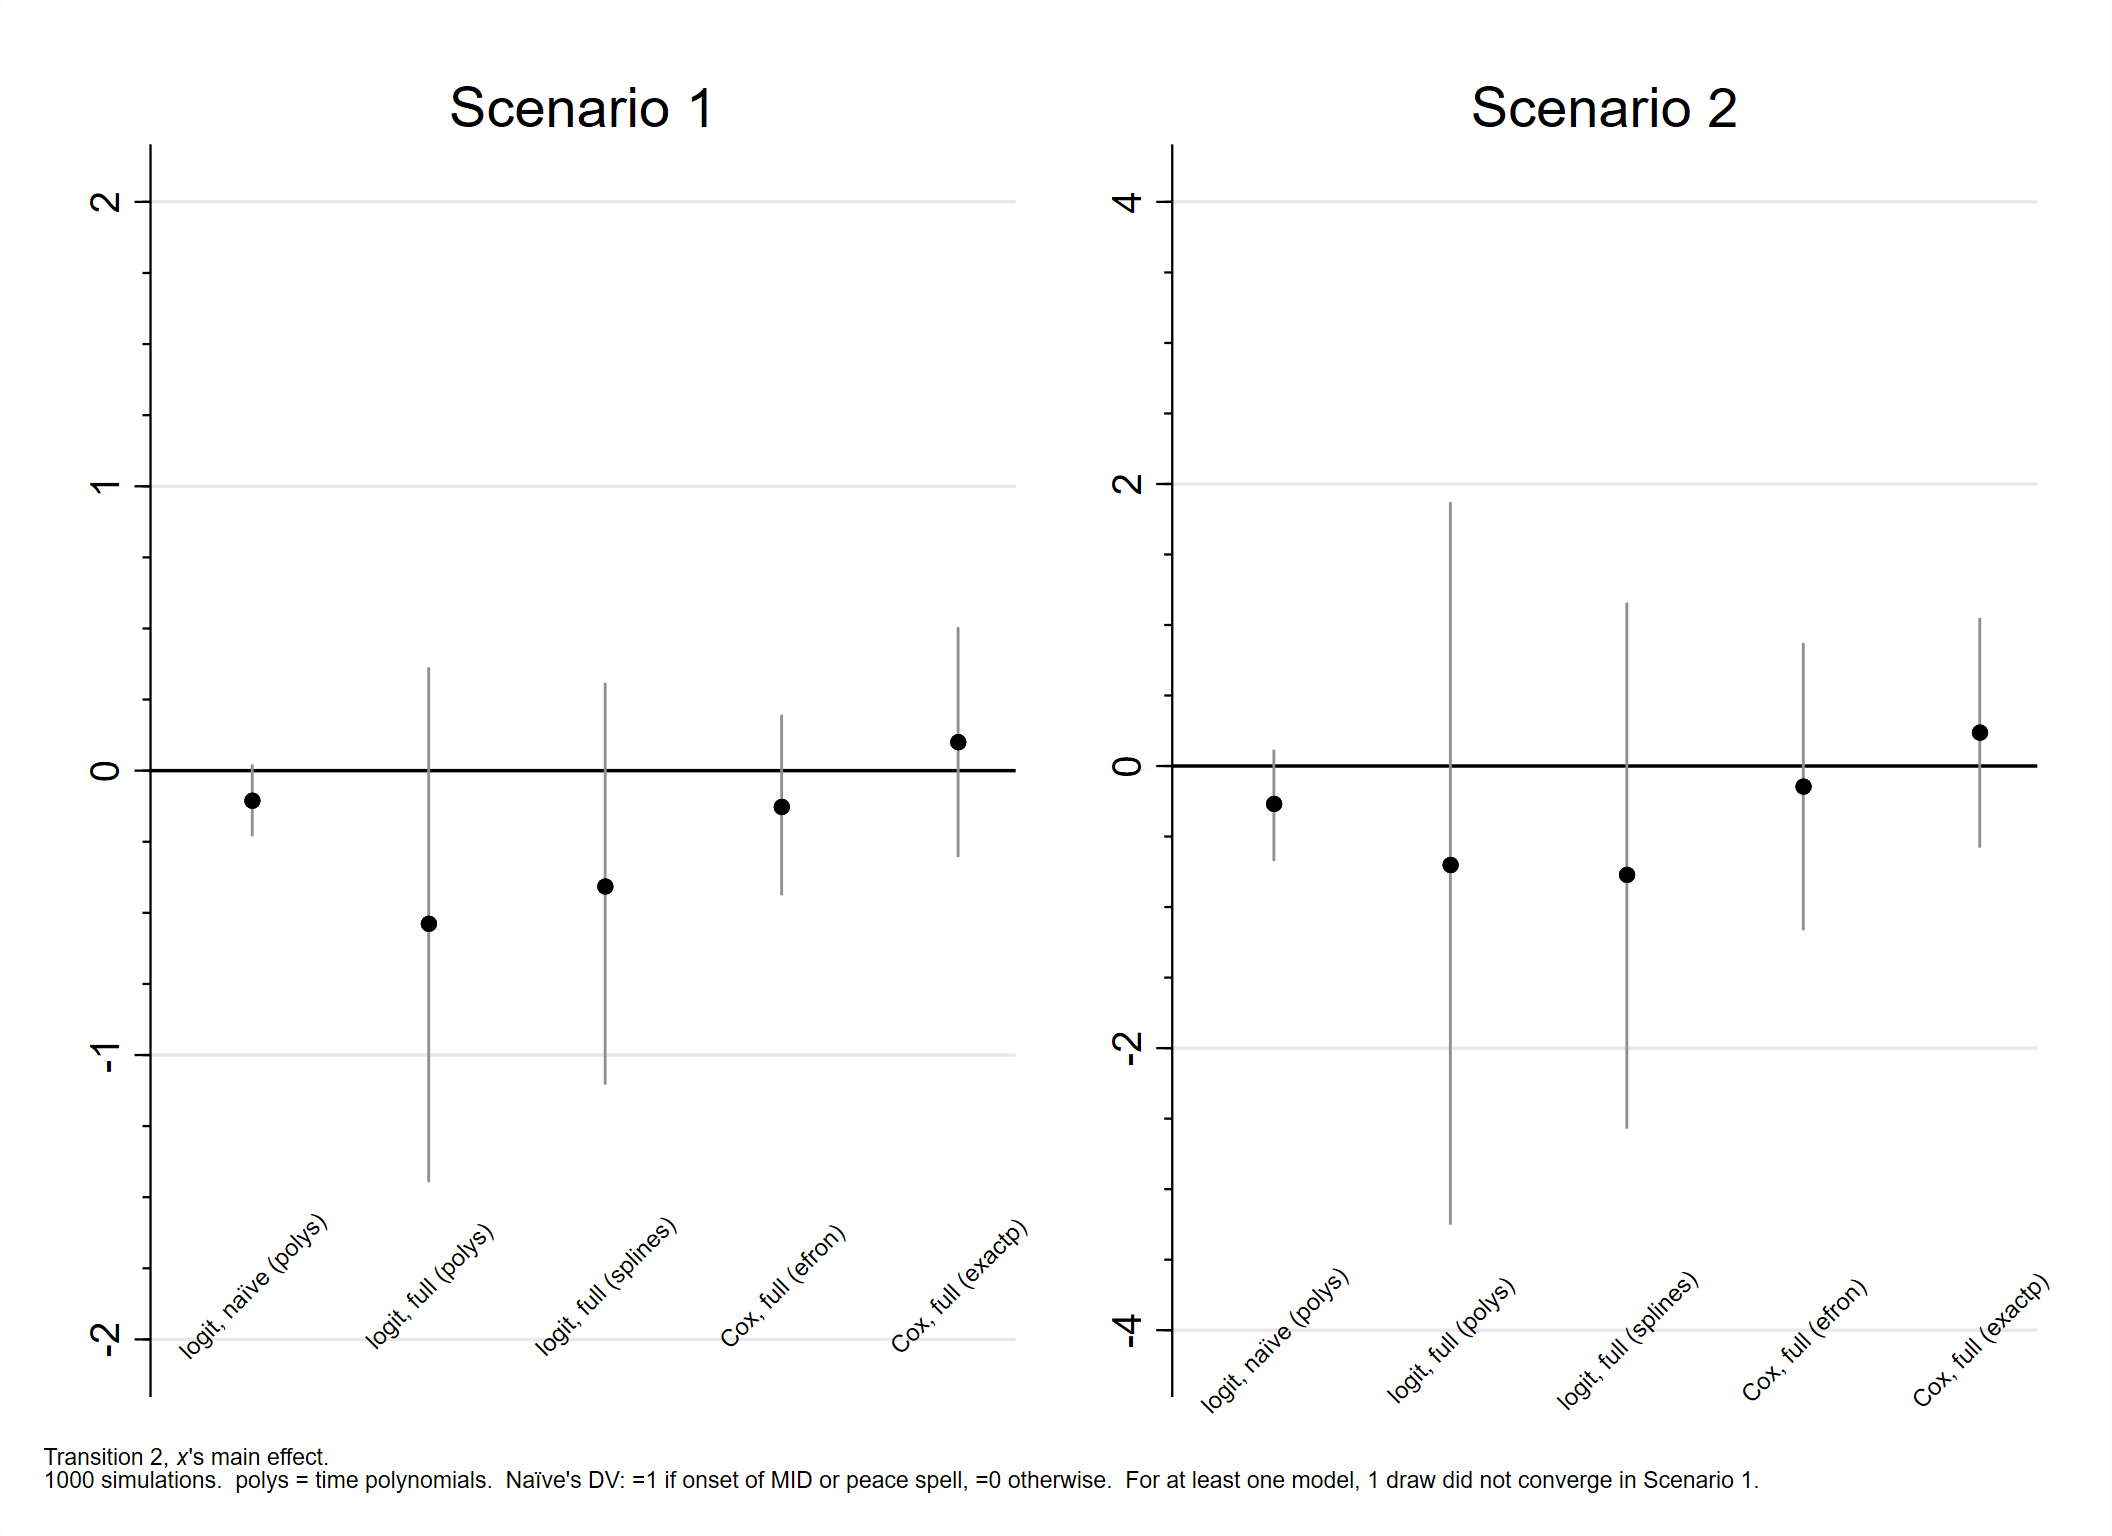 Scenario 1
2
1
0
-1
-2
logit, naïve (polys)
logit, full (polys)
logit, full (splines)
Cox, full (efron)
Cox, full (exactp)
Scenario 2
4
2
0
-2
-4
logit, naïve (polys)
logit, full (polys)
logit, full (splines)
Cox, full (efron)
Cox, full (exactp)
Transition 2, x's main effect.
1000 simulations.  polys = time polynomials.  Naïve's DV: =1 if onset of MID or peace spell, =0 otherwise.  For at least one model, 1 draw did not converge in Scenario 1.